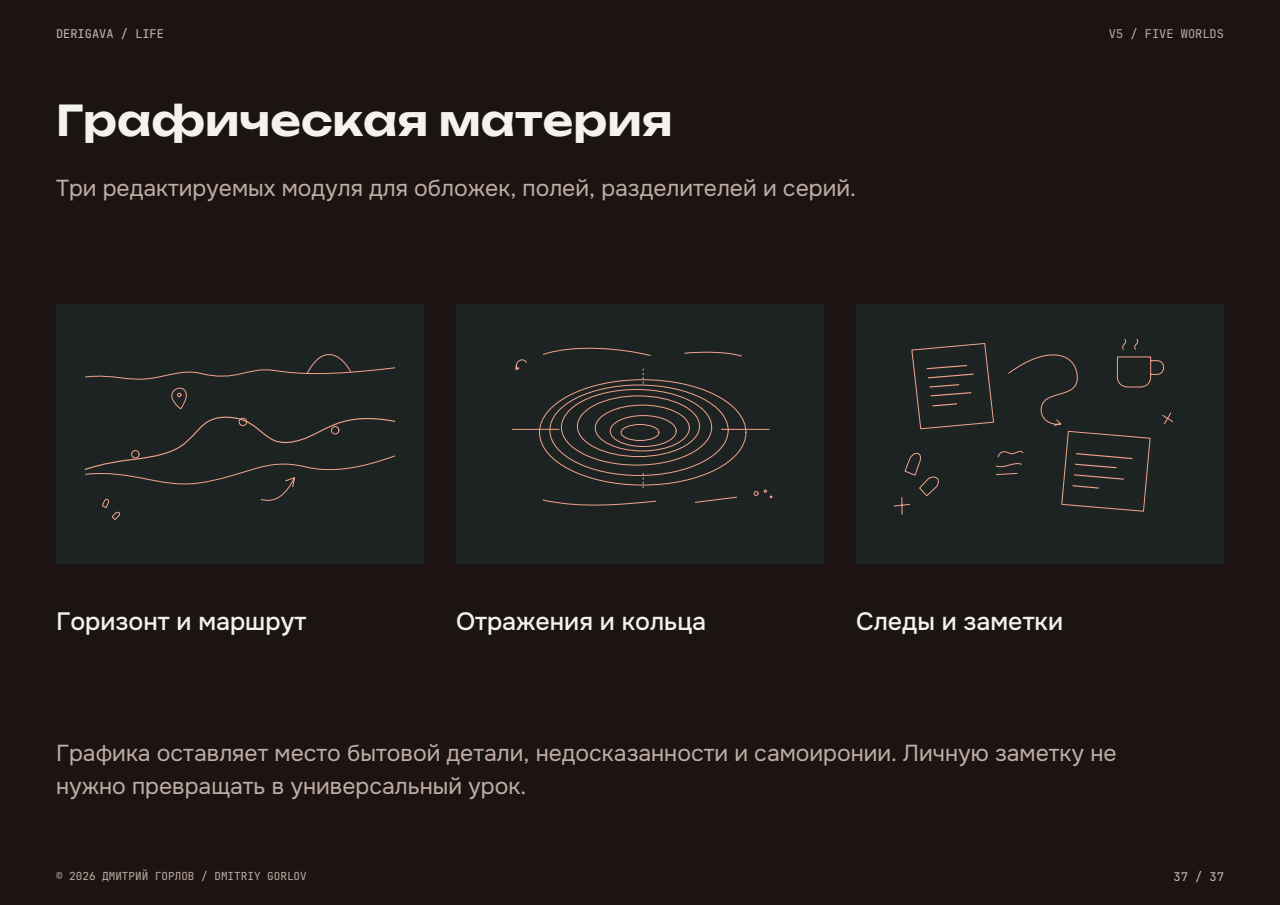 DERIGAVA / LIFE
V5 / FIVE WORLDS
Графическая материя
Три редактируемых модуля для обложек, полей, разделителей и серий.
Горизонт и маршрут
Отражения и кольца
Следы и заметки
Графика оставляет место бытовой детали, недосказанности и самоиронии. Личную заметку не
нужно превращать в универсальный урок.
© 2026 ДМИТРИЙ ГОРЛОВ / DMITRIY GORLOV
37 / 37